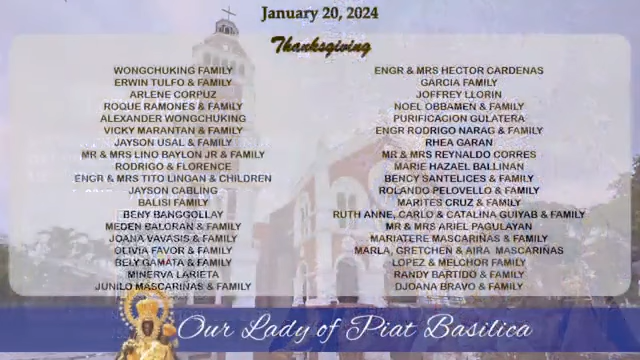 January 20, 2024
Thanksgiving
WONGCHUKING FAMILY
ERWIN TULFO & FAMILY
ARLENE CORPUZ
ROQUE RAMONES & FAMILY
ALEXANDER WONGCHUKING
VICKY MARANTAN & FAMILY
JAYSON USAL & FAMILY
MR & MRS LINO BAYLON JR & FAMILY
RODRIGO & FLORENCE
ENGR & MRS TITO LINGAN & CHILDREN
JAYSON CABLING
BALISI FAMILY
BENY BANGGOLLAY
MEDEN BALORAN & FAMILY
JOANA VAVASIS & FAMILY
OLIVIA FAVOR & FAMILY
BELY GAMATA & FAMILY
MINERVA LARIETA
JUNILO MASCARIÑAS & FAMILY
ENGR & MRS HECTOR CARDENAS
GARCIA FAMILY
JOFFREY LLORIN
NOEL OBBAMEN & FAMILY
PURIFICACION GULATERA
ENGR RODRIGO NARAG & FAMILY
RHEA GARAN
MR & MRS REYNALDO CORRES
MARIE HAZAEL BALLINAN
BENCY SANTELICES & FAMILY
ROLANDO PELOVELLO & FAMILY
MARITES CRUZ & FAMILY
RUTH ANNE, CARLO & CATALINA GUIYAB & FAMILY
MR & MRS ARIEL PAGULAYAN
MARIATERE MASCARIÑAS & FAMILY
MARLA, GRETCHEN & AIRA MASCARIÑAS
LOPEZ & MELCHOR FAMILY
RANDY BARTIDO & FAMILY
DJOANA BRAVO & FAMILY
Our Lady of Piat Basilica